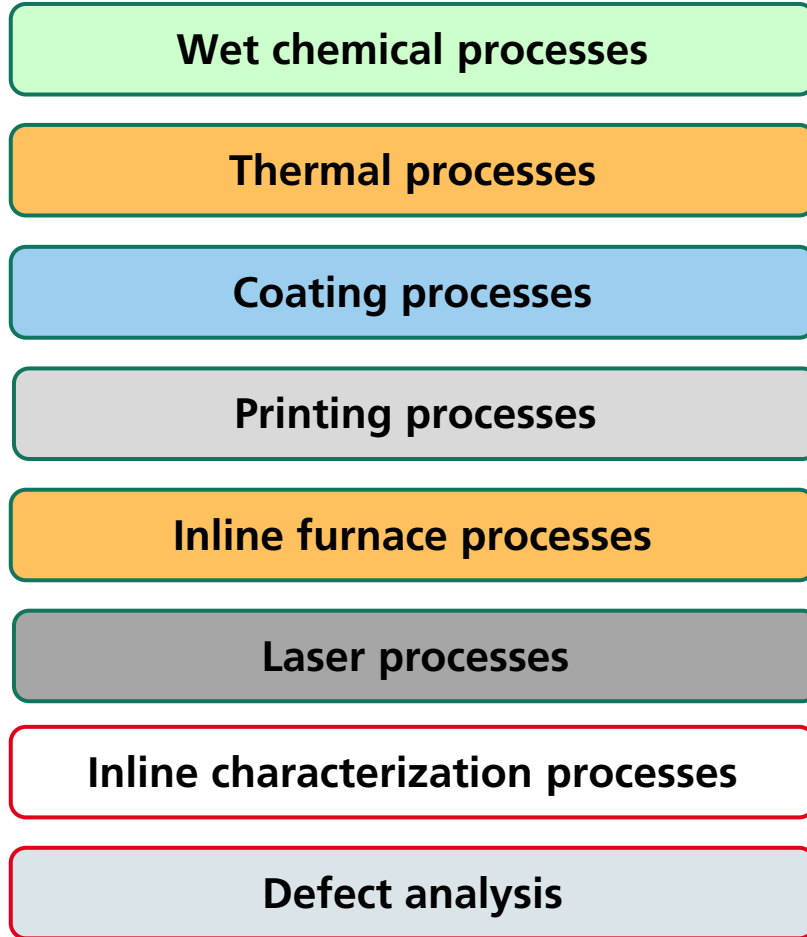 Wet chemical processes
Thermal processes
Coating processes
Printing processes
Inline furnace processes
Laser processes
Inline characterization processes
Defect analysis